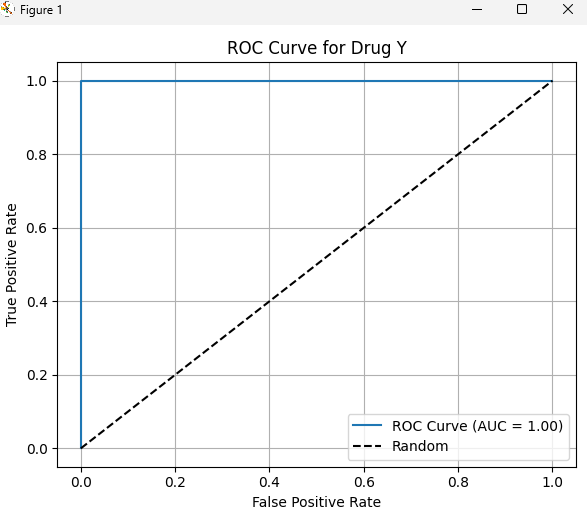 Figure 1
ROC Curve for Drug Y
True Positive Rate
1.0
0.8
0.6
0.4
0.2
0.0
ROC Curve (AUC = 1.00)
Random
0.0 0.2 0.4 0.6 0.8 1.0
False Positive Rate